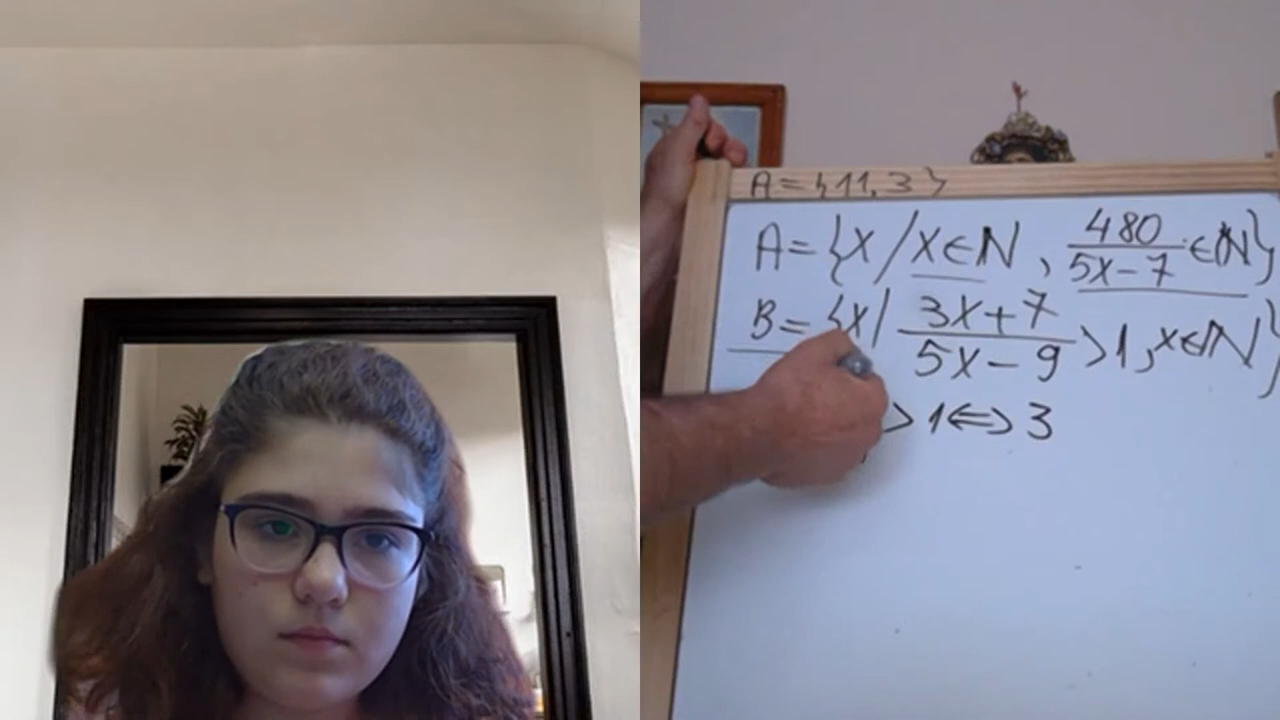 A = {11, 3}
A = {x / x ∈ ℕ, 480 / 5x - 7 ∈ ℕ}
B = {x | 3x + 7 / 5x - 9 > 1, x ∈ ℕ}
> 1 ⟺ 3